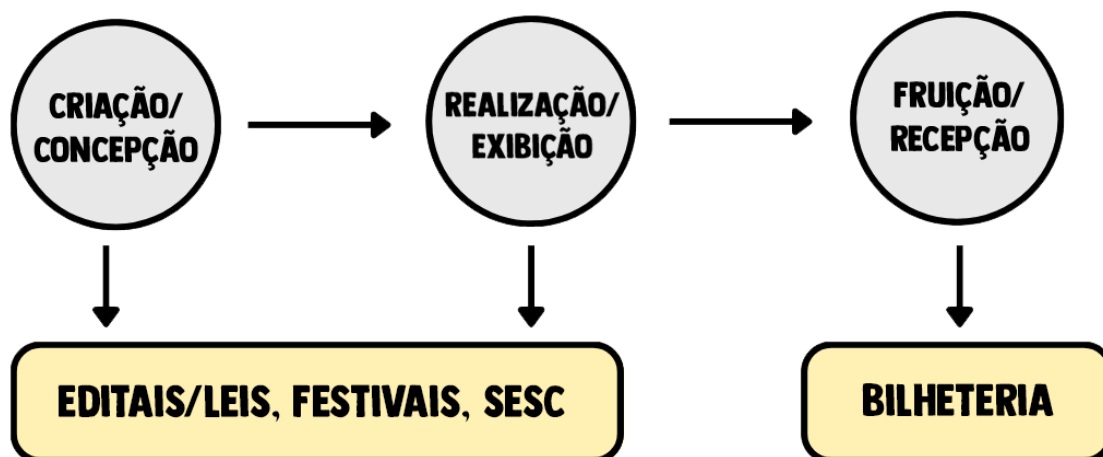 CRIAÇÃO/
CONCEPÇÃO
REALIZAÇÃO/
EXIBIÇÃO
FRUIÇÃO/
RECEPÇÃO
EDITAIS/LEIS, FESTIVAIS, SESC
BILHETERIA